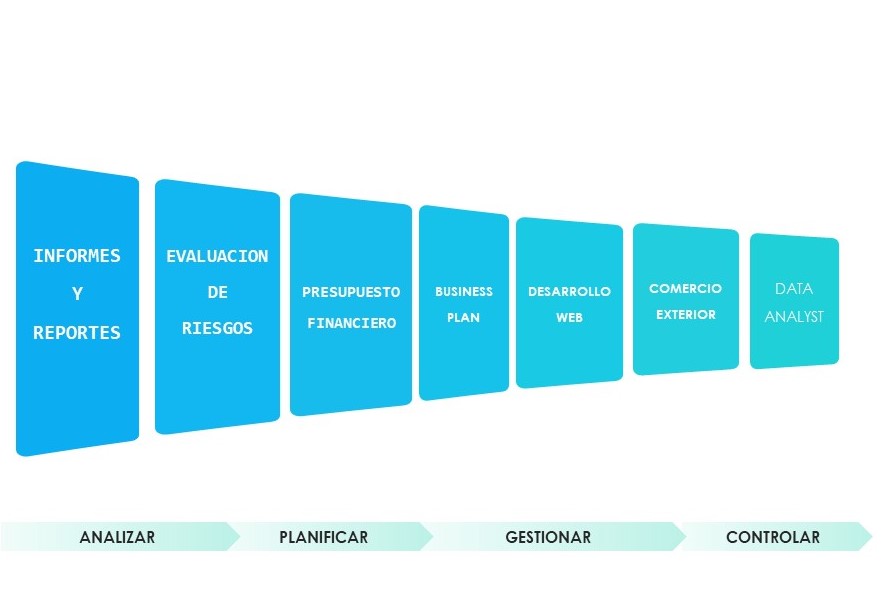 INFORMES
Y
REPORTES
EVALUACION
DE
RIESGOS
PRESUPUESTO
FINANCIERO
BUSINESS
PLAN
DESARROLLO
WEB
COMERCIO
EXTERIOR
DATA
ANALYST
ANALIZAR
PLANIFICAR
GESTIONAR
CONTROLAR